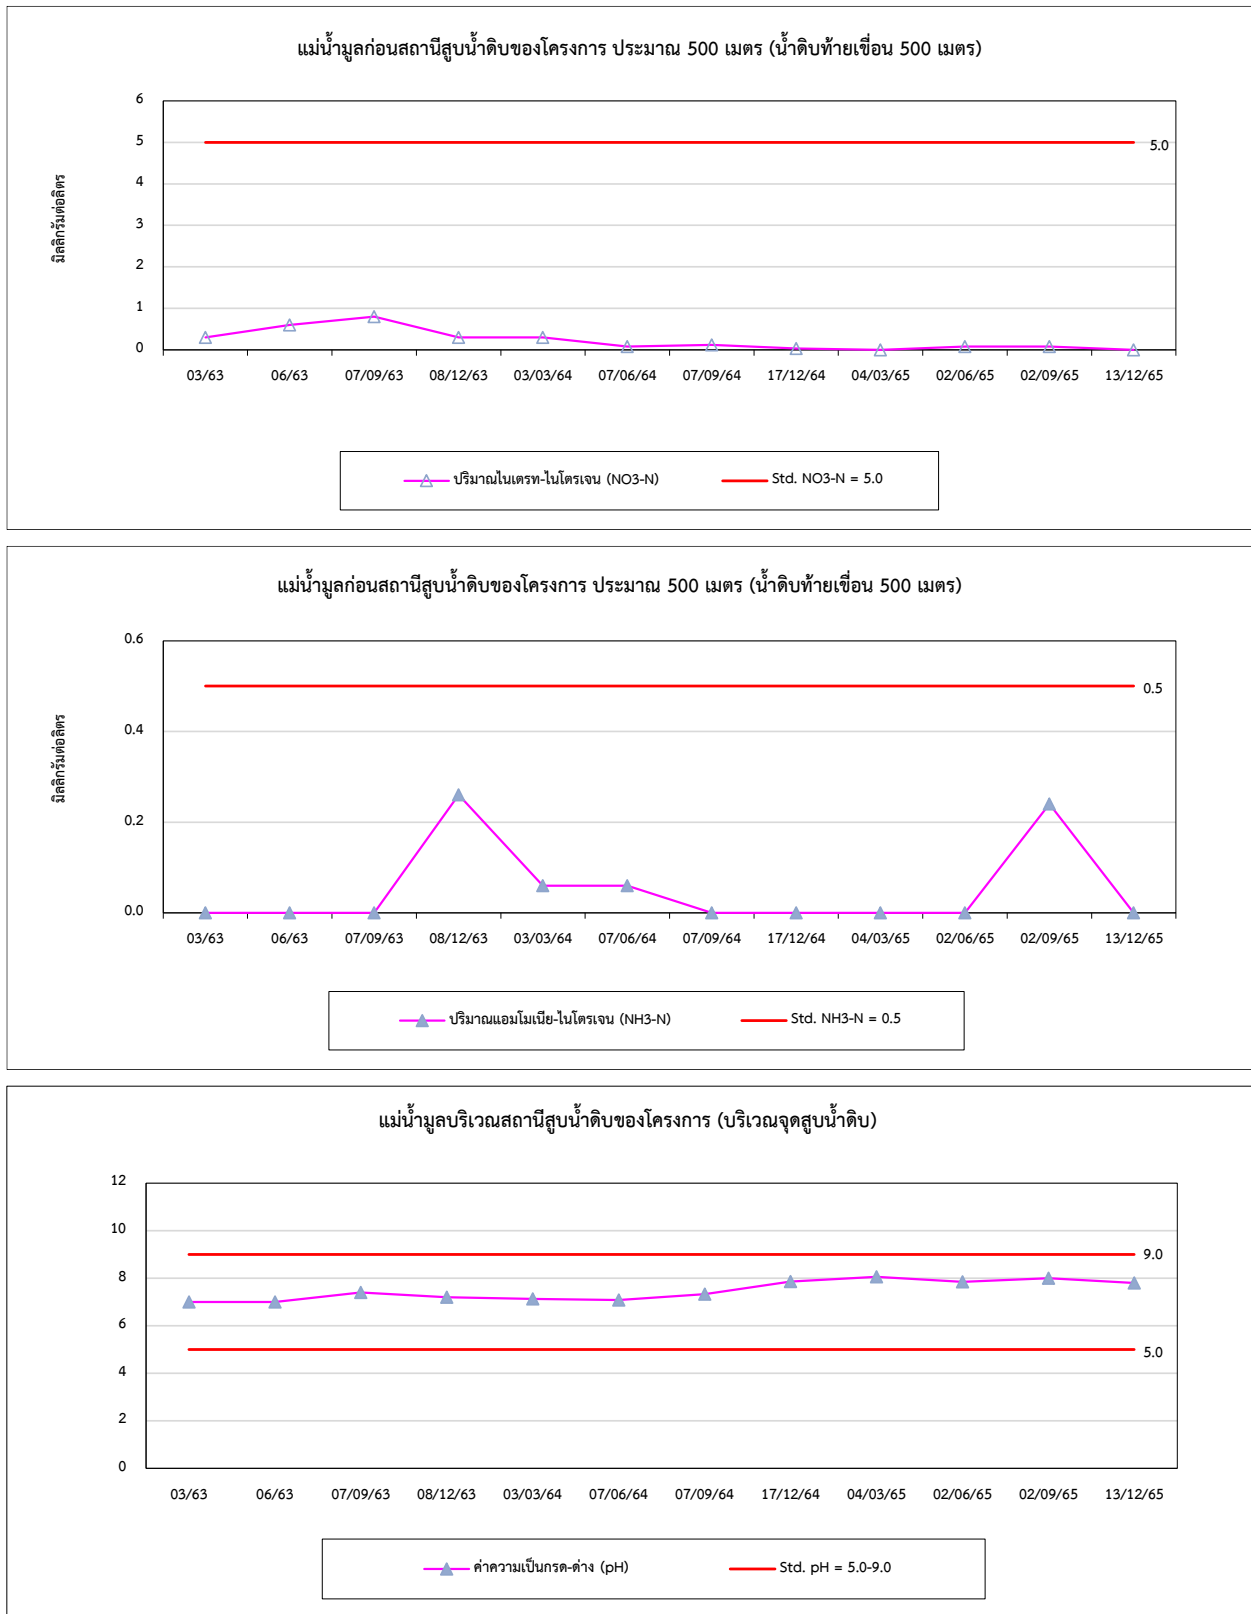 แม่น้ำมูลก่อนสถานีสูบน้ำดิบของโครงการ ประมาณ 500 เมตร (น้ำดิบท้ายเขื่อน 500 เมตร)
6
5
4
3
2
1
0
มิลลิกรัมต่อลิตร
5.0
03/63 06/63 07/09/63 08/12/63 03/03/64 07/06/64 07/09/64 17/12/64 04/03/65 02/06/65 02/09/65 13/12/65
ปริมาณไนเตรท-ไนโตรเจน (NO3-N) Std. NO3-N = 5.0
แม่น้ำมูลก่อนสถานีสูบน้ำดิบของโครงการ ประมาณ 500 เมตร (น้ำดิบท้ายเขื่อน 500 เมตร)
0.6
0.4
0.2
0.0
มิลลิกรัมต่อลิตร
0.5
03/63 06/63 07/09/63 08/12/63 03/03/64 07/06/64 07/09/64 17/12/64 04/03/65 02/06/65 02/09/65 13/12/65
ปริมาณแอมโมเนีย-ไนโตรเจน (NH3-N) Std. NH3-N = 0.5
แม่น้ำมูลบริเวณสถานีสูบน้ำดิบของโครงการ (บริเวณจุดสูบน้ำดิบ)
12
10
8
6
4
2
0
9.0
5.0
03/63 06/63 07/09/63 08/12/63 03/03/64 07/06/64 07/09/64 17/12/64 04/03/65 02/06/65 02/09/65 13/12/65
ค่าความเป็นกรด-ด่าง (pH) Std. pH = 5.0-9.0